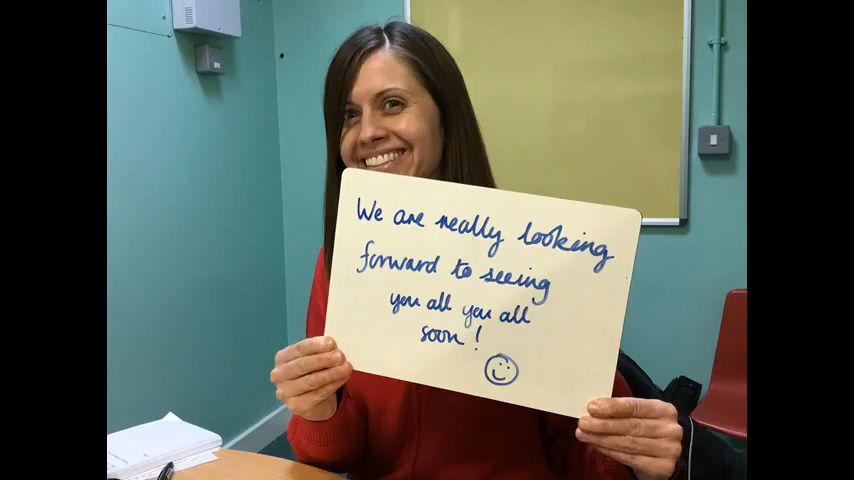 We are really looking
forward to seeing
you all you all
soon!